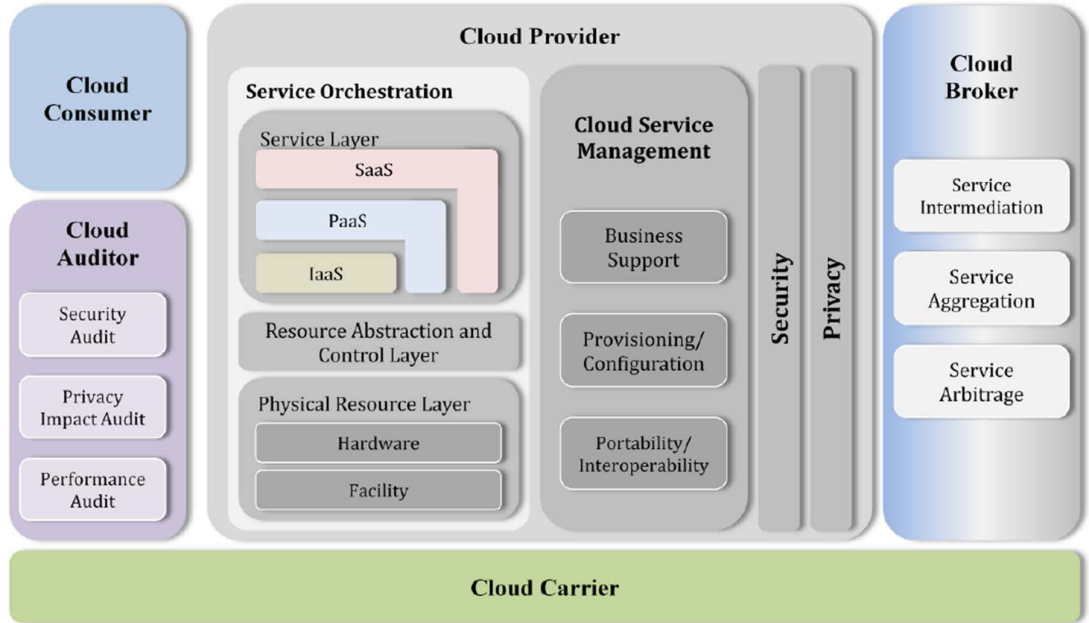 Cloud
Consumer
Cloud
Auditor
Security
Audit
Privacy
Impact Audit
Performance
Audit
Cloud Provider
Service Orchestration
Service Layer
SaaS
PaaS
IaaS
Resource Abstraction and
Control Layer
Physical Resource Layer
Hardware
Facility
Cloud Service
Management
Business
Support
Provisioning/
Configuration
Portability/
Interoperability
Security
Privacy
Cloud
Broker
Service
Intermediation
Service
Aggregation
Service
Arbitrage
Cloud Carrier